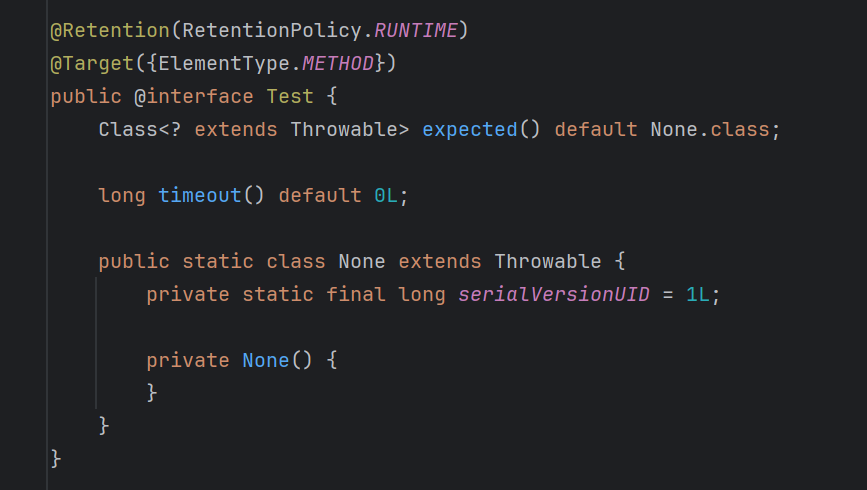 @Retention(RetentionPolicy.RUNTIME)
@Target({ElementType.METHOD})
public @interface Test {
    Class<? extends Throwable> expected() default None.class;
    long timeout() default 0L;
    public static class None extends Throwable {
        private static final long serialVersionUID = 1L;
        private None() {
        }
    }
}